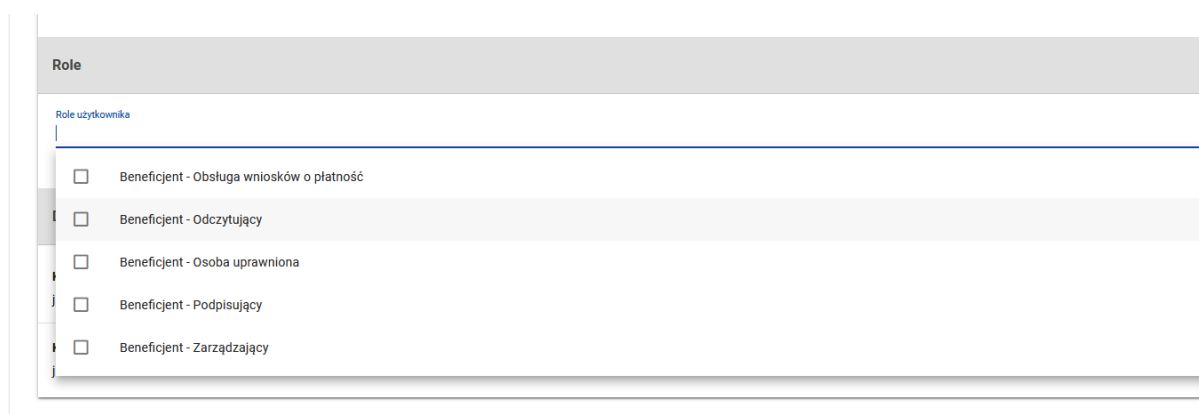 Role
Role użytkownika
Beneficjent - Obsługa wniosków o płatność
Beneficjent - Odczytujący
Beneficjent - Osoba uprawniona
Beneficjent - Podpisujący
Beneficjent - Zarządzający